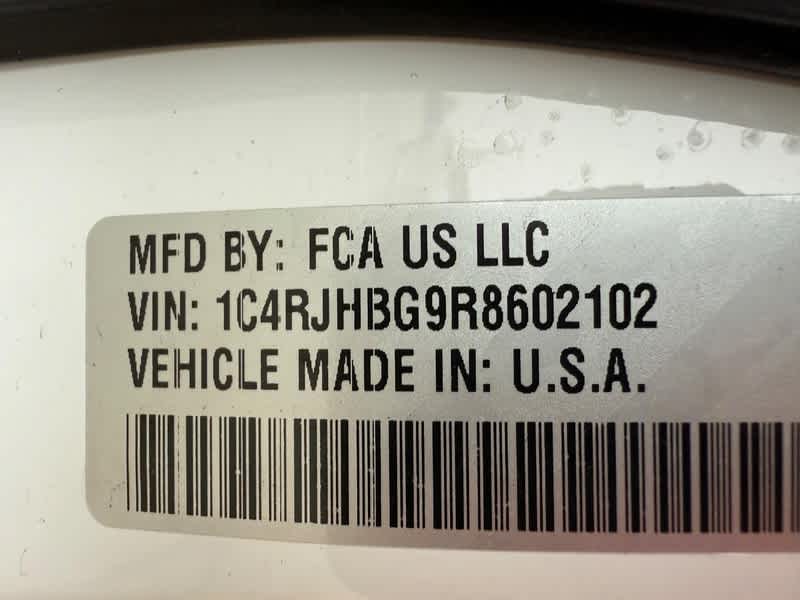 MFD BY: FCA US LLC
VIN: 1C4RJHBG9R8602102
VEHICLE MADE IN: U.S.A.